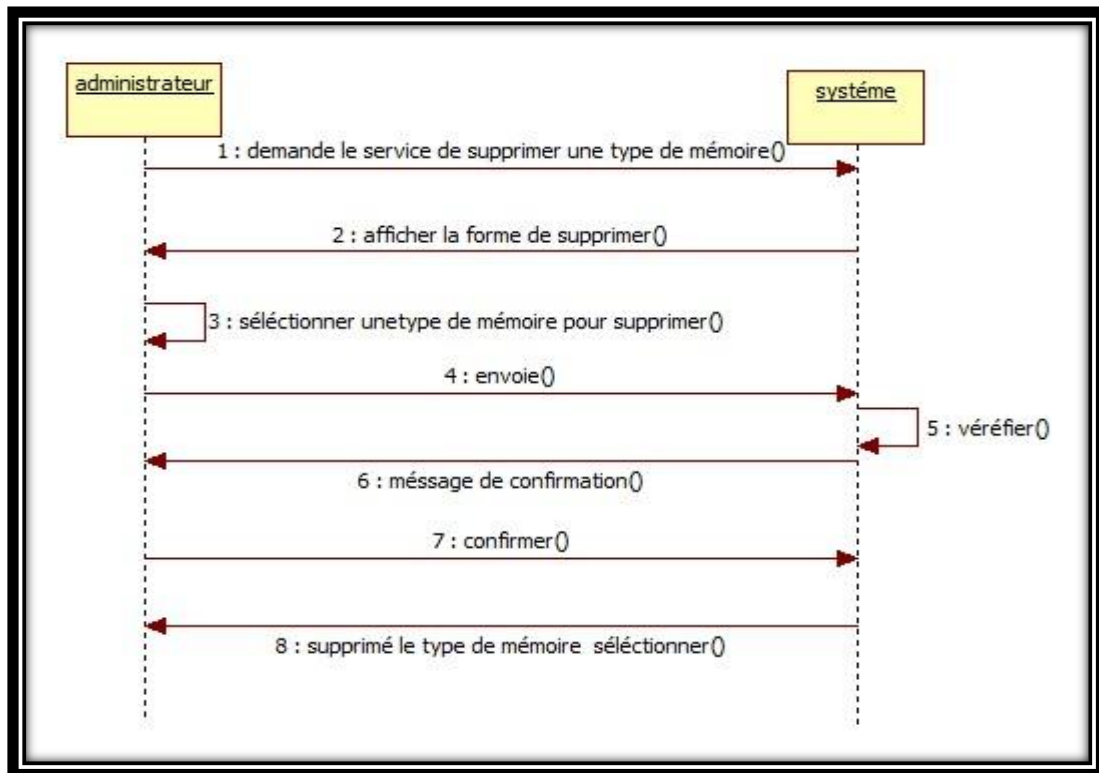 administrateur
systéme
1 : demande le service de supprimer une type de mémoire()
2 : afficher la forme de supprimer()
3 : séléctionner unetype de mémoire pour supprimer()
4 : envoie()
5 : véréfier()
6 : méssage de confirmation()
7 : confirmer()
8 : supprimé le type de mémoire  séléctionner()